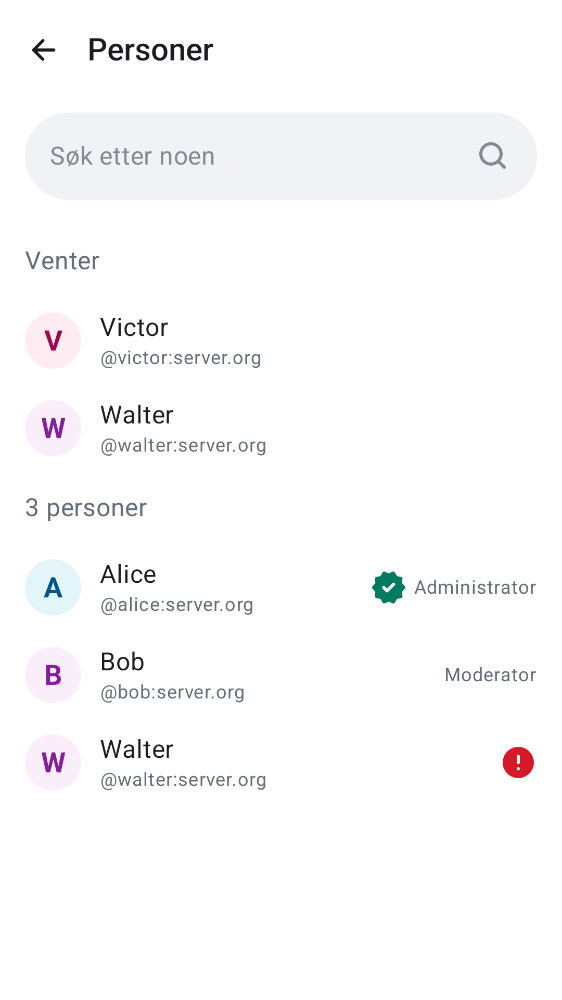 Personer
Søk etter noen
Venter
V
Victor
@victor:server.org
W
Walter
@walter:server.org
3 personer
A
Alice
@alice:server.org
Administrator
B
Bob
@bob:server.org
Moderator
W
Walter
@walter:server.org